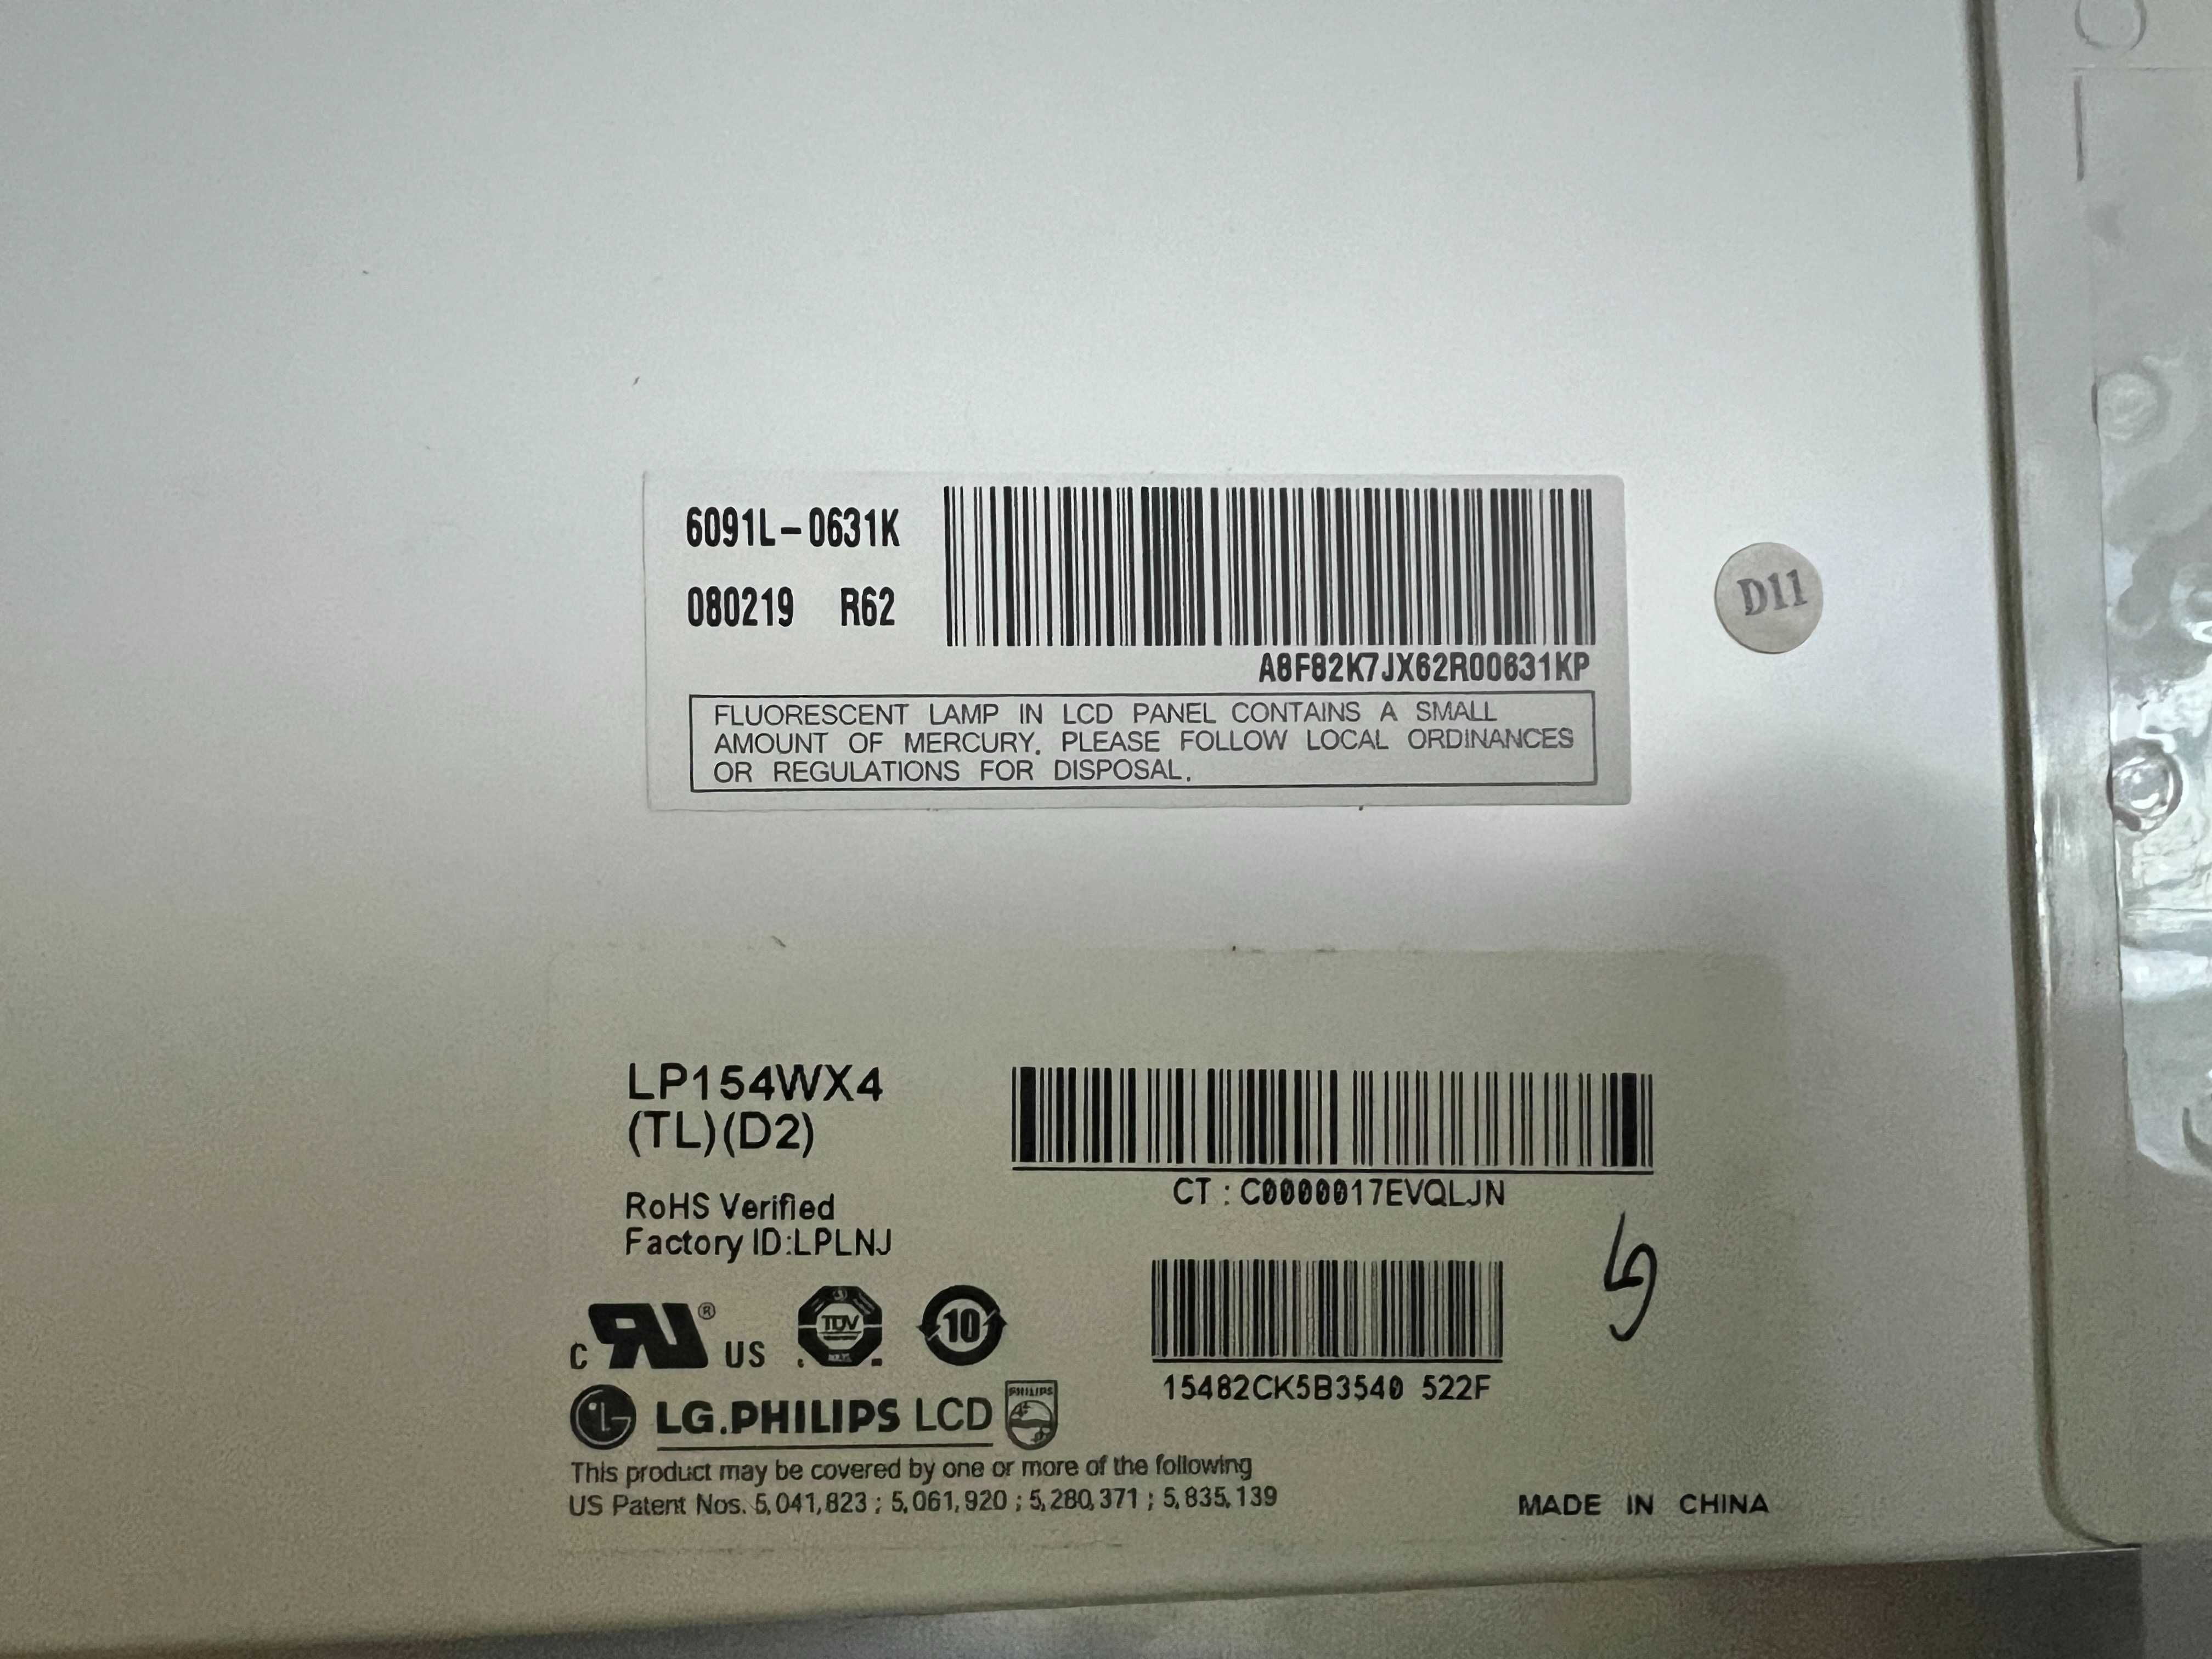 6091L-0631K
080219 R62
A8F82K7JX62R00631KP
D11
FLUORESCENT LAMP IN LCD PANEL CONTAINS A SMALL
AMOUNT OF MERCURY. PLEASE FOLLOW LOCAL ORDINANCES
OR REGULATIONS FOR DISPOSAL.
LP154WX4
(TL)(D2)
CT : C0000017EVQLJN
RoHS Verified
Factory ID:LPLNJ
C RU ® US
TÜV
10
15482CK5B3540 522F
LG.PHILIPS LCD
PHILIPS
This product may be covered by one or more of the following
US Patent Nos. 5,041,823 ; 5,061,920 ; 5,280,371 ; 5,835,139
MADE IN CHINA